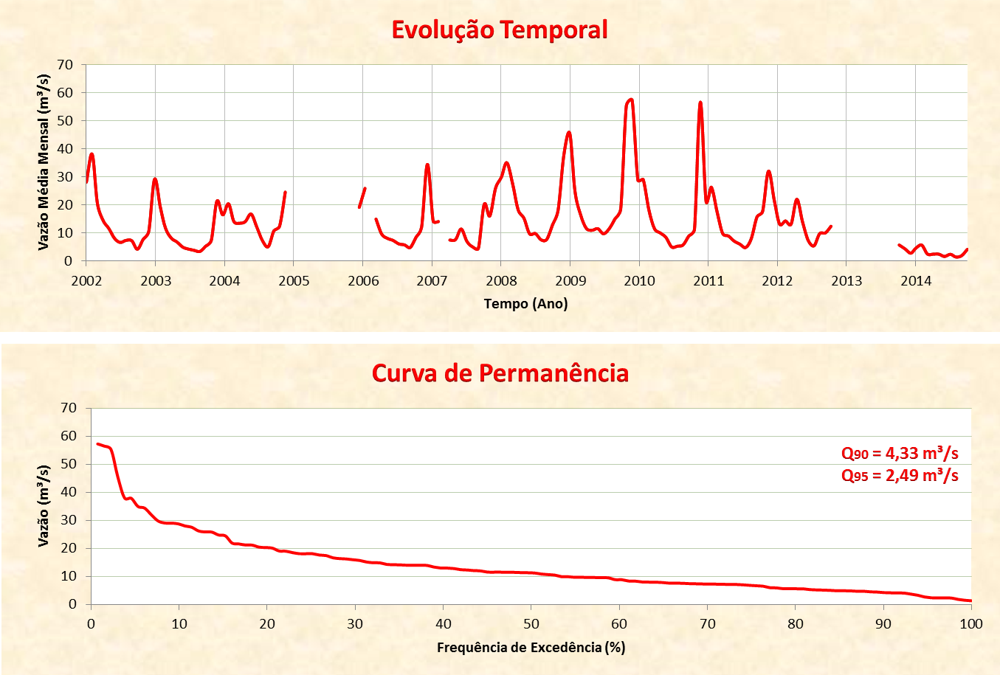 Evolução Temporal
Vazão Média Mensal (m³/s)
70
60
50
40
30
20
10
0
2002 2003 2004 2005 2006 2007 2008 2009 2010 2011 2012 2013 2014
Tempo (Ano)
Curva de Permanência
Vazão (m³/s)
70
60
50
40
30
20
10
0
Q90 = 4,33 m³/s
Q95 = 2,49 m³/s
0 10 20 30 40 50 60 70 80 90 100
Frequência de Excedência (%)